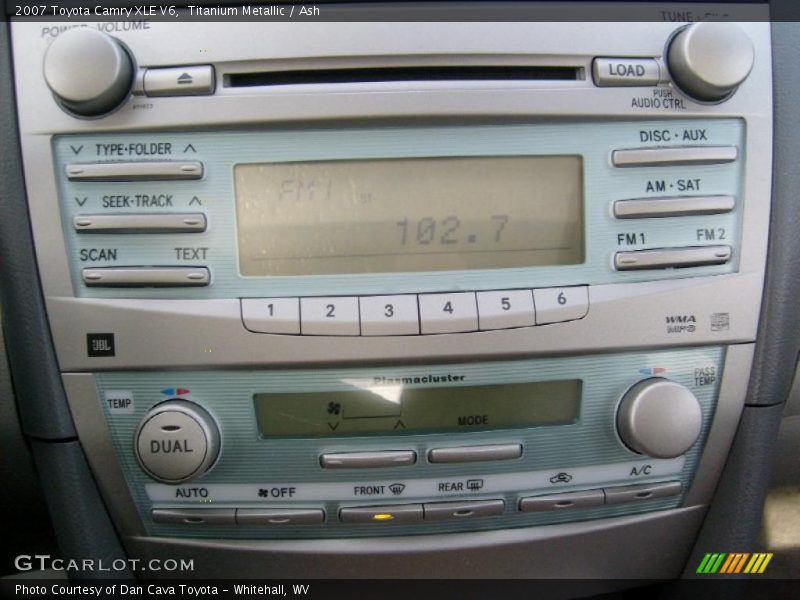 2007 Toyota Camry XLE V6,  Titanium Metallic / Ash
POWER · VOLUME
TUNE · FILE
LOAD
PUSH
AUDIO CTRL
TYPE·FOLDER
DISC · AUX
SEEK·TRACK
AM · SAT
SCAN TEXT
FM1 FM2
FM1 ST
102.7
1 2 3 4 5 6
JBL
WMA
MP3
Plasmacluster
TEMP
PASS
TEMP
DUAL
MODE
AUTO
OFF
FRONT
REAR
A/C
GTCARLOT.COM
Photo Courtesy of Dan Cava Toyota - Whitehall, WV